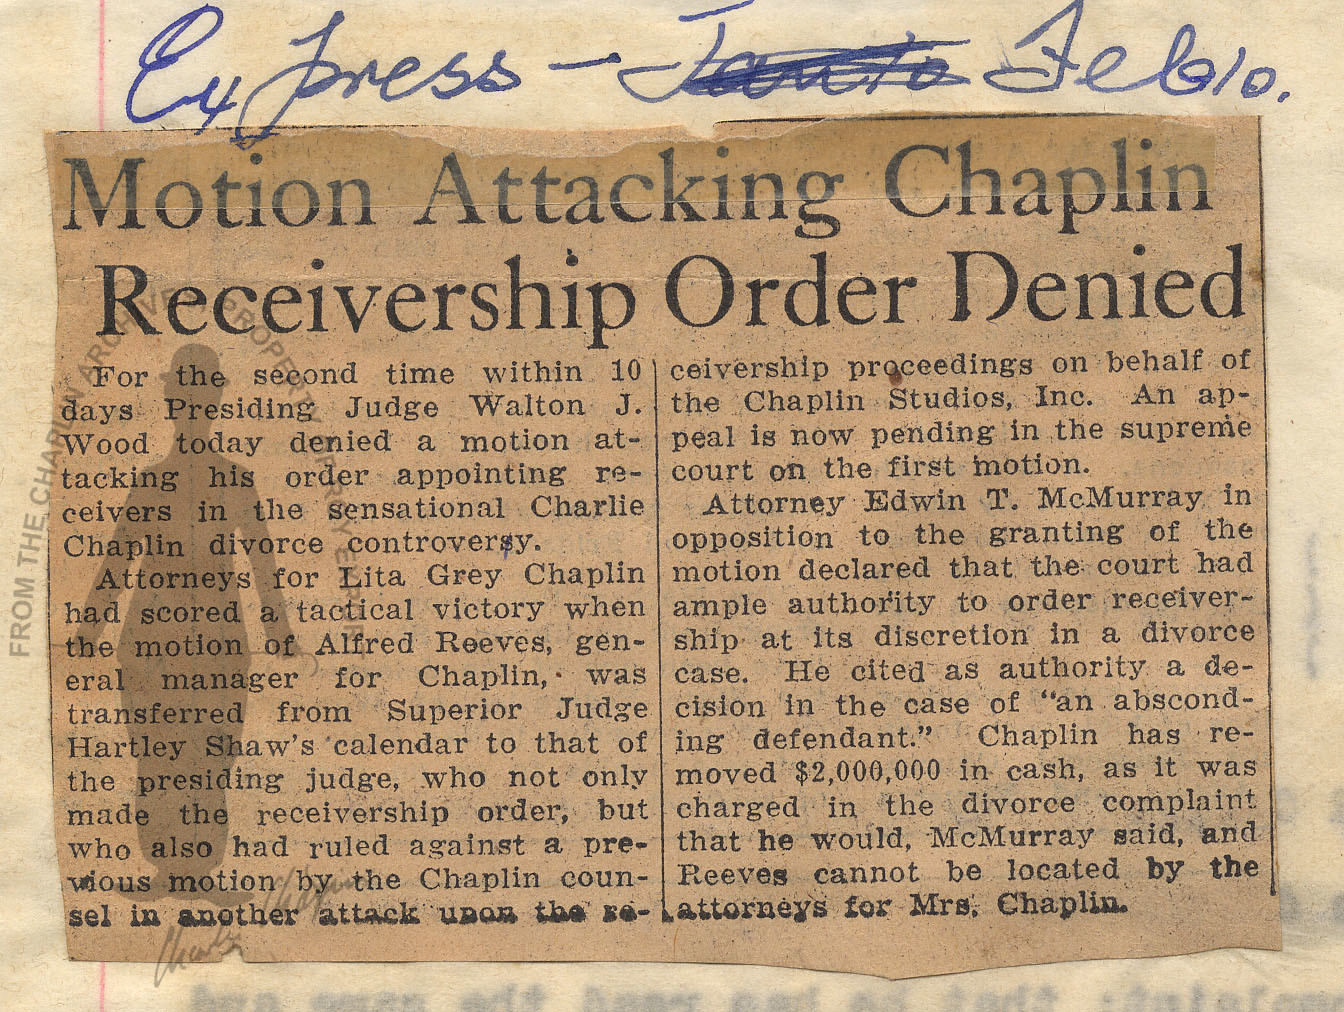 Express — Feb 10.
Motion Attacking Chaplin
Receivership Order Denied
For the second time within 10
days Presiding Judge Walton J.
Wood today denied a motion at-
tacking his order appointing re-
ceivers in the sensational Charlie
Chaplin divorce controversy.
Attorneys for Lita Grey Chaplin
had scored a tactical victory when
the motion of Alfred Reeves, gen-
eral manager for Chaplin, was
transferred from Superior Judge
Hartley Shaw's calendar to that of
the presiding judge, who not only
made the receivership order, but
who also had ruled against a pre-
vious motion by the Chaplin coun-
sel in another attack upon the re-
ceivership proceedings on behalf of
the Chaplin Studios, Inc. An ap-
peal is now pending in the supreme
court on the first motion.
Attorney Edwin T. McMurray in
opposition to the granting of the
motion declared that the court had
ample authority to order receiver-
ship at its discretion in a divorce
case. He cited as authority a de-
cision in the case of "an abscond-
ing defendant." Chaplin has re-
moved $2,000,000 in cash, as it was
charged in the divorce complaint
that he would, McMurray said, and
Reeves cannot be located by the
attorneys for Mrs. Chaplin.
FROM THE CHAPLIN ARCHIVE
PROPERTY